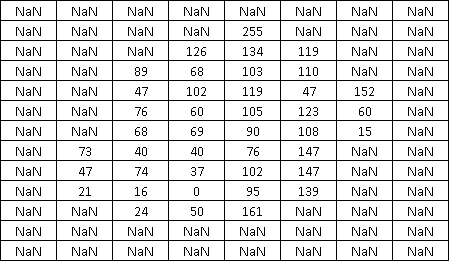 NaN NaN NaN NaN NaN NaN NaN NaN
NaN NaN NaN NaN 255 NaN NaN NaN
NaN NaN NaN 126 134 119 NaN NaN
NaN NaN 89 68 103 110 NaN NaN
NaN NaN 47 102 119 47 152 NaN
NaN NaN 76 60 105 123 60 NaN
NaN NaN 68 69 90 108 15 NaN
NaN 73 40 40 76 147 NaN NaN
NaN 47 74 37 102 147 NaN NaN
NaN 21 16 0 95 139 NaN NaN
NaN NaN 24 50 161 NaN NaN NaN
NaN NaN NaN NaN NaN NaN NaN NaN
NaN NaN NaN NaN NaN NaN NaN NaN